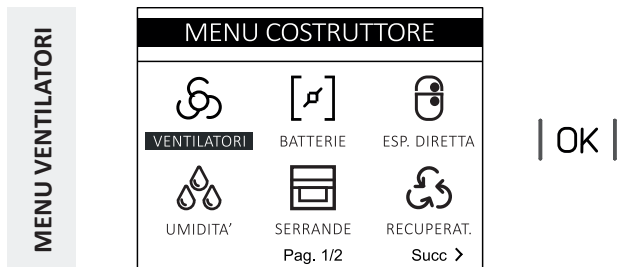 MENU VENTILATORI
MENU COSTRUTTORE
VENTILATORI BATTERIE ESP. DIRETTA
UMIDITA’ SERRANDE RECUPERAT.
Pag. 1/2 Succ >
| OK |